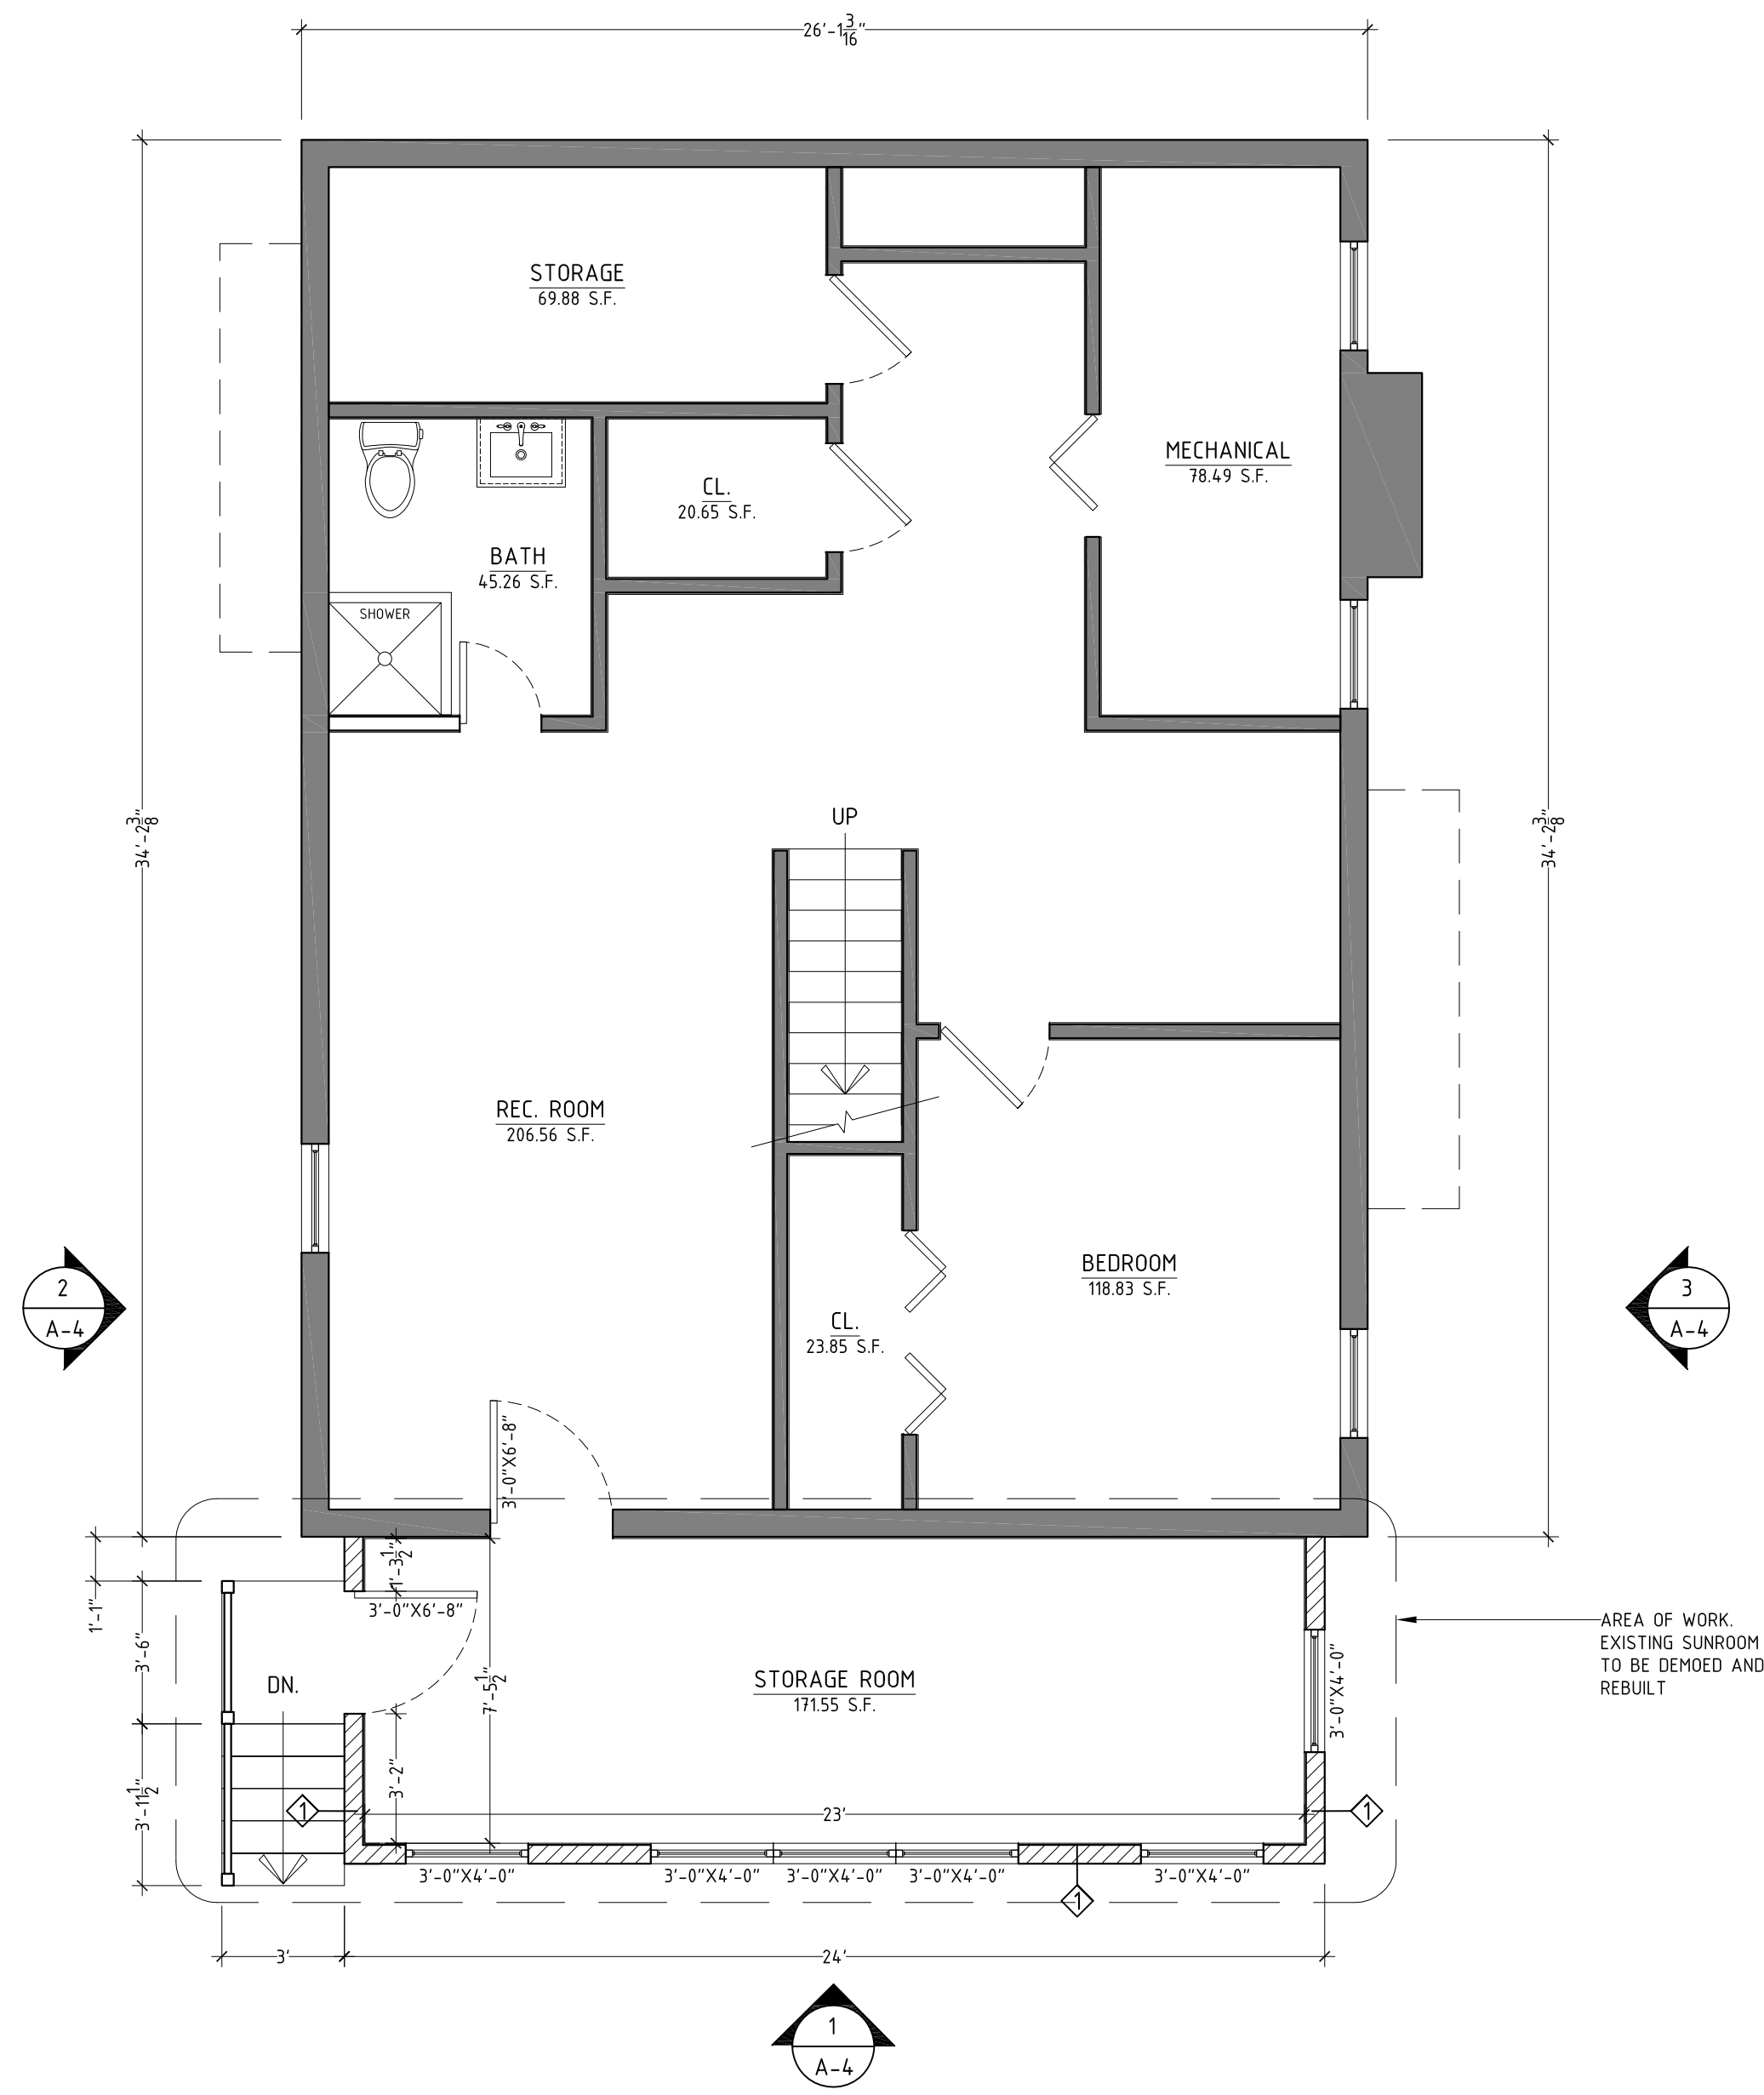 26'-1 3/16"
STORAGE
69.88 S.F.
MECHANICAL
78.49 S.F.
CL.
20.65 S.F.
BATH
45.26 S.F.
SHOWER
34'-2 3/8"
UP
34'-2 3/8"
REC. ROOM
206.56 S.F.
BEDROOM
118.83 S.F.
2
A-4
3
A-4
CL.
23.85 S.F.
3'-0"X6'-8"
1'-3 1/2"
1'-1"
3'-0"X6'-8"
3'-6"
7'-5 1/2"
DN.
STORAGE ROOM
171.55 S.F.
3'-0"X4'-0"
AREA OF WORK.
EXISTING SUNROOM
TO BE DEMOED AND
REBUILT
3'-2"
3'-11 1/2"
1
23'
1
3'-0"X4'-0"
3'-0"X4'-0"
3'-0"X4'-0"
3'-0"X4'-0"
3'-0"X4'-0"
1
3'
24'
1
A-4